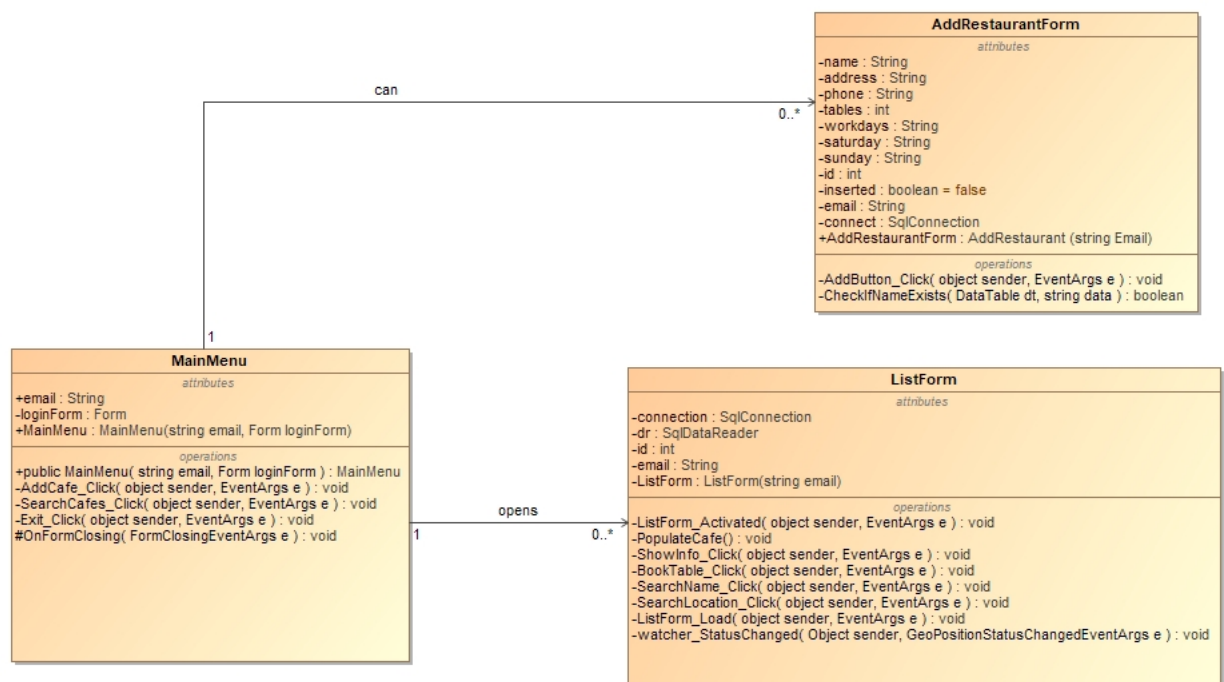 AddRestaurantForm
attributes
-name : String
-address : String
-phone : String
-tables : int
-workdays : String
-saturday : String
-sunday : String
-id : int
-inserted : boolean = false
-email : String
-connect : SqlConnection
+AddRestaurantForm : AddRestaurant (string Email)
operations
-AddButton_Click( object sender, EventArgs e ) : void
-CheckIfNameExists( DataTable dt, string data ) : boolean
can
0..*
1
MainMenu
attributes
+email : String
-loginForm : Form
+MainMenu : MainMenu(string email, Form loginForm)
operations
+public MainMenu( string email, Form loginForm ) : MainMenu
-AddCafe_Click( object sender, EventArgs e ) : void
-SearchCafes_Click( object sender, EventArgs e ) : void
-Exit_Click( object sender, EventArgs e ) : void
#OnFormClosing( FormClosingEventArgs e ) : void
opens
1
0..*
ListForm
attributes
-connection : SqlConnection
-dr : SqlDataReader
-id : int
-email : String
-ListForm : ListForm(string email)
operations
-ListForm_Activated( object sender, EventArgs e ) : void
-PopulateCafe() : void
-ShowInfo_Click( object sender, EventArgs e ) : void
-BookTable_Click( object sender, EventArgs e ) : void
-SearchName_Click( object sender, EventArgs e ) : void
-SearchLocation_Click( object sender, EventArgs e ) : void
-ListForm_Load( object sender, EventArgs e ) : void
-watcher_StatusChanged( Object sender, GeoPositionStatusChangedEventArgs e ) : void